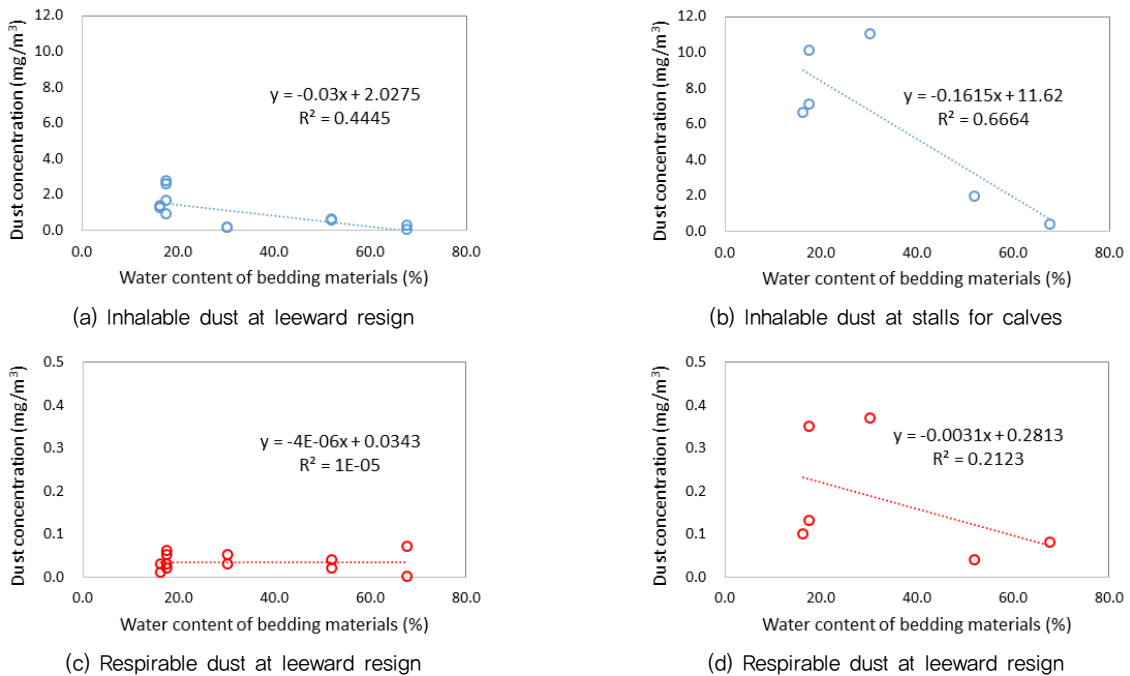 12.0
10.0
8.0
6.0
4.0
2.0
0.0
Dust concentration (mg/m³)
y = -0.03x + 2.0275
R² = 0.4445
0.0 20.0 40.0 60.0 80.0
Water content of bedding materials (%)
(a) Inhalable dust at leeward resign
12.0
10.0
8.0
6.0
4.0
2.0
0.0
Dust concentration (mg/m³)
y = -0.1615x + 11.62
R² = 0.6664
0.0 20.0 40.0 60.0 80.0
Water content of bedding materials (%)
(b) Inhalable dust at stalls for calves
0.5
0.4
0.3
0.2
0.1
0.0
Dust concentration (mg/m³)
y = -4E-06x + 0.0343
R² = 1E-05
0.0 20.0 40.0 60.0 80.0
Water content of bedding materials (%)
(c) Respirable dust at leeward resign
0.5
0.4
0.3
0.2
0.1
0.0
Dust concentration (mg/m³)
y = -0.0031x + 0.2813
R² = 0.2123
0.0 20.0 40.0 60.0 80.0
Water content of bedding materials (%)
(d) Respirable dust at leeward resign